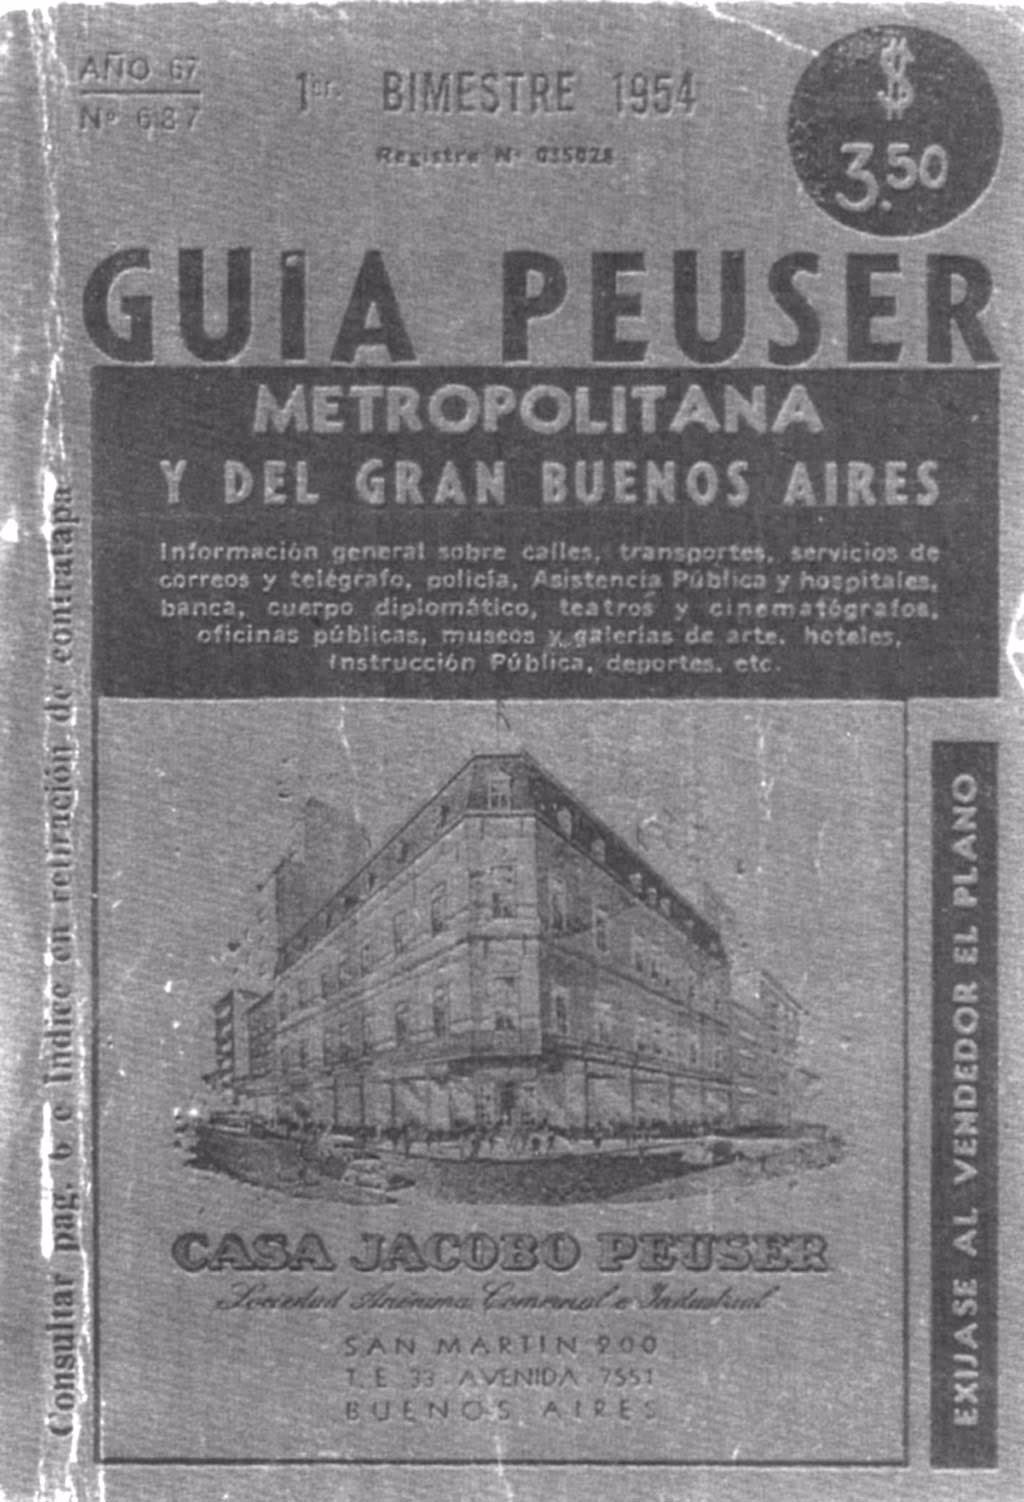 AÑO 67
Nº 687
1er. BIMESTRE 1954
Registro Nº 035028
$ 3.50
GUIA PEUSER
METROPOLITANA
Y DEL GRAN BUENOS AIRES
Información general sobre calles, transportes, servicios de
correos y telégrafo, policía, Asistencia Pública y hospitales,
banca, cuerpo diplomático, teatros y cinematógrafos,
oficinas públicas, museos y galerías de arte, hoteles,
Instrucción Pública, deportes, etc.
Consultar pag. 6 e Indice en retiración de contratapa
EXIJASE AL VENDEDOR EL PLANO
CASA JACOBO PEUSER
Sociedad Anónima Comercial e Industrial
SAN MARTIN 200
T. E. 33 AVENIDA 7551
BUENOS AIRES